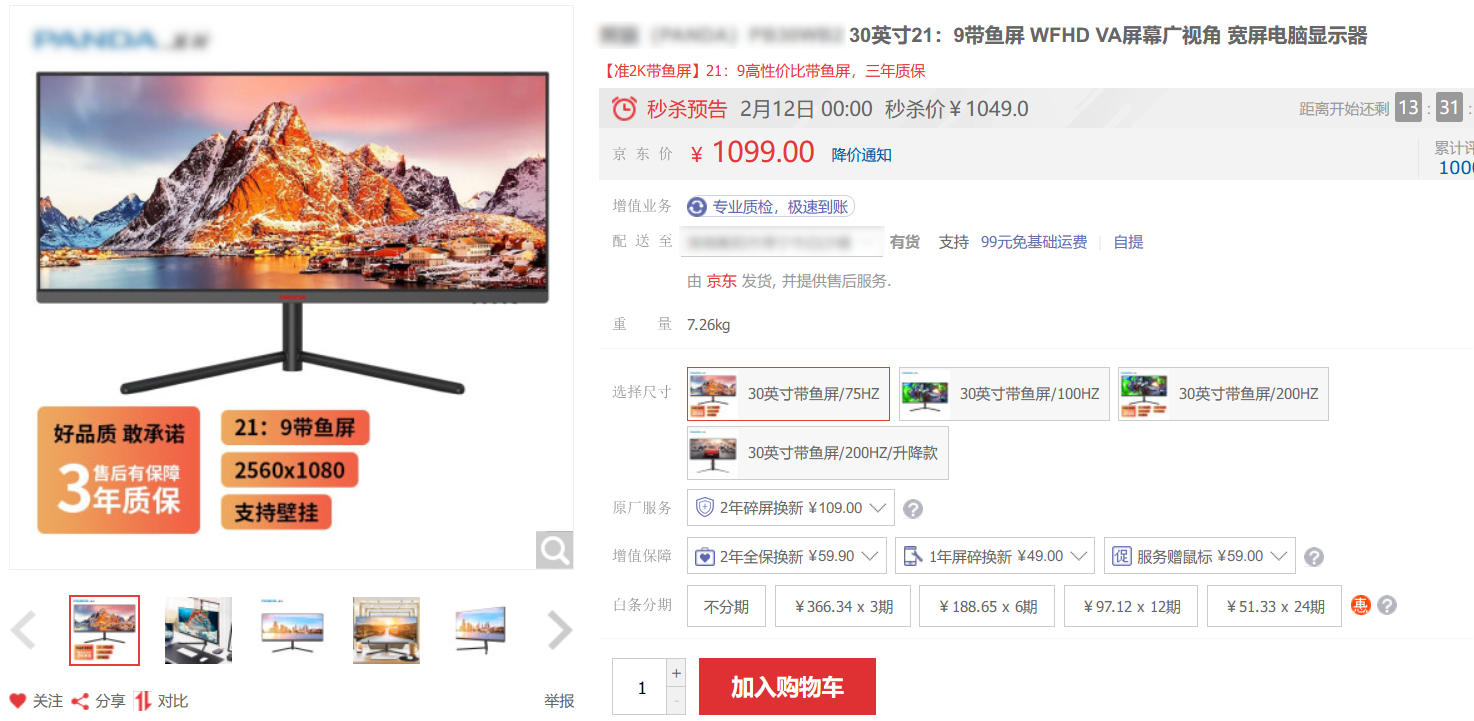 30英寸21：9带鱼屏 WFHD VA屏幕广视角 宽屏电脑显示器
【准2K带鱼屏】21：9高性价比带鱼屏，三年质保
秒杀预告 2月12日 00:00 秒杀价￥1049.0 距离开始还剩 13 : 31 :
京东价 ￥ 1099.00 降价通知
累计评
1000
增值业务 专业质检，极速到账
配送至 有货 支持 99元免基础运费 自提
由 京东 发货, 并提供售后服务.
重量 7.26kg
选择尺寸 30英寸带鱼屏/75HZ 30英寸带鱼屏/100HZ 30英寸带鱼屏/200HZ
30英寸带鱼屏/200HZ/升降款
原厂服务 2年碎屏换新 ￥109.00
增值保障 2年全保换新 ￥59.90 1年屏碎换新 ￥49.00 促 服务赠鼠标 ￥59.00
白条分期 不分期 ￥366.34 x 3期 ￥188.65 x 6期 ￥97.12 x 12期 ￥51.33 x 24期 惠
1 + - 加入购物车
好品质 敢承诺
3年质保
售后有保障
21：9带鱼屏
2560x1080
支持壁挂
关注 分享 对比 举报